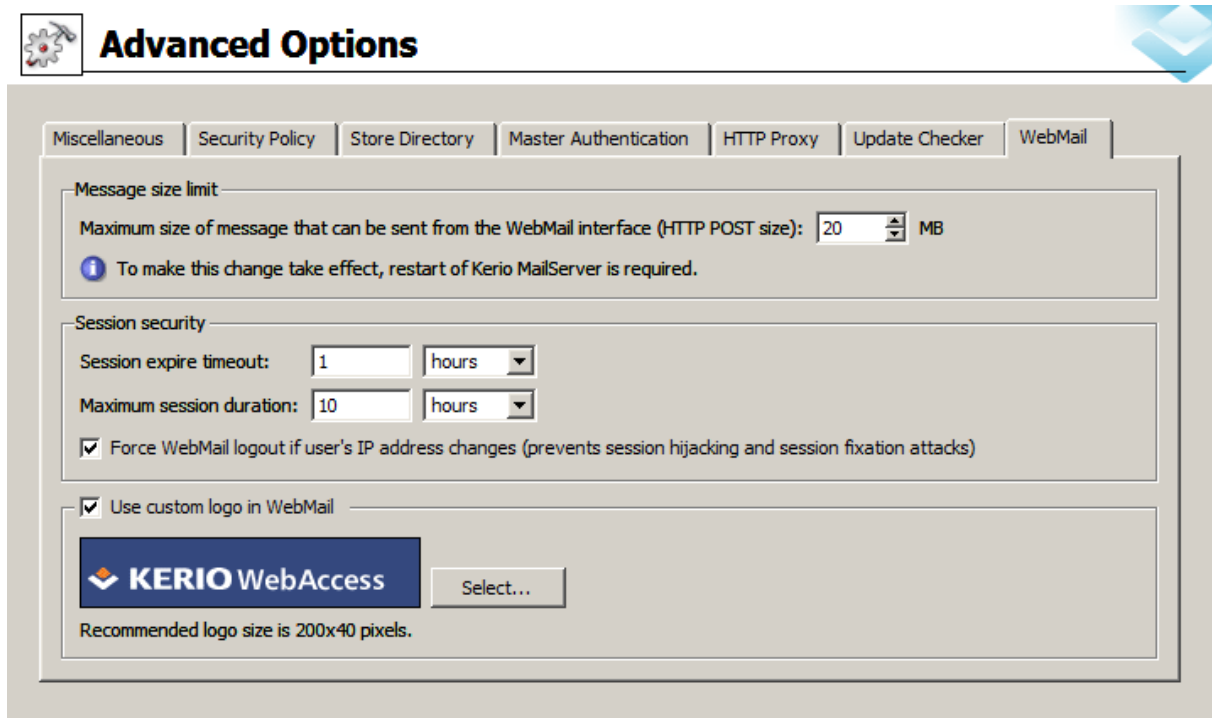 Advanced Options
Miscellaneous Security Policy Store Directory Master Authentication HTTP Proxy Update Checker WebMail
Message size limit
Maximum size of message that can be sent from the WebMail interface (HTTP POST size): 20 MB
To make this change take effect, restart of Kerio MailServer is required.
Session security
Session expire timeout: 1 hours
Maximum session duration: 10 hours
Force WebMail logout if user's IP address changes (prevents session hijacking and session fixation attacks)
Use custom logo in WebMail
KERIO WebAccess
Select...
Recommended logo size is 200x40 pixels.